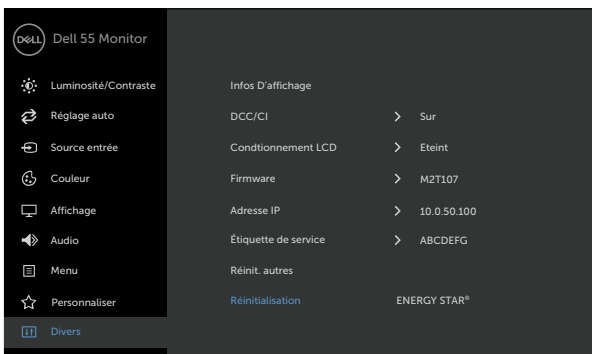 DELL Dell 55 Monitor
Luminosité/Contraste
Infos D'affichage
Réglage auto
DCC/CI > Sur
Source entrée
Condtionnement LCD > Eteint
Couleur
Firmware > M2T107
Affichage
Adresse IP > 10.0.50.100
Audio
Étiquette de service > ABCDEFG
Menu
Réinit. autres
Personnaliser
Réinitialisation ENERGY STAR®
Divers